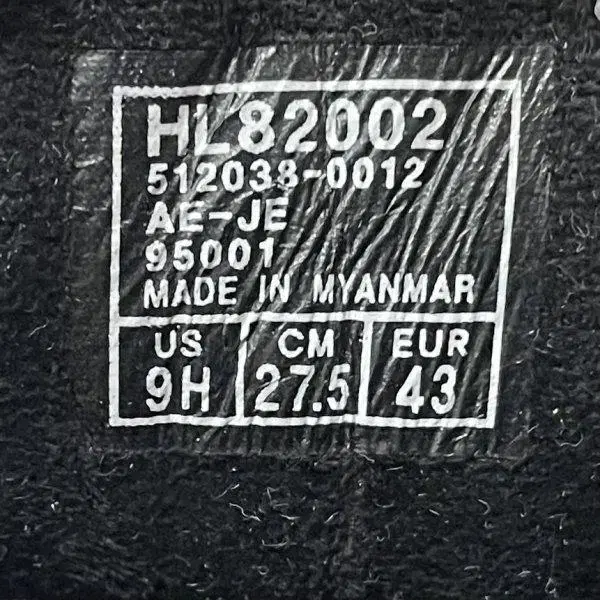 HL82002
512038-0012
AE-JE
95001
MADE IN MYANMAR
US CM EUR
9H 27.5 43